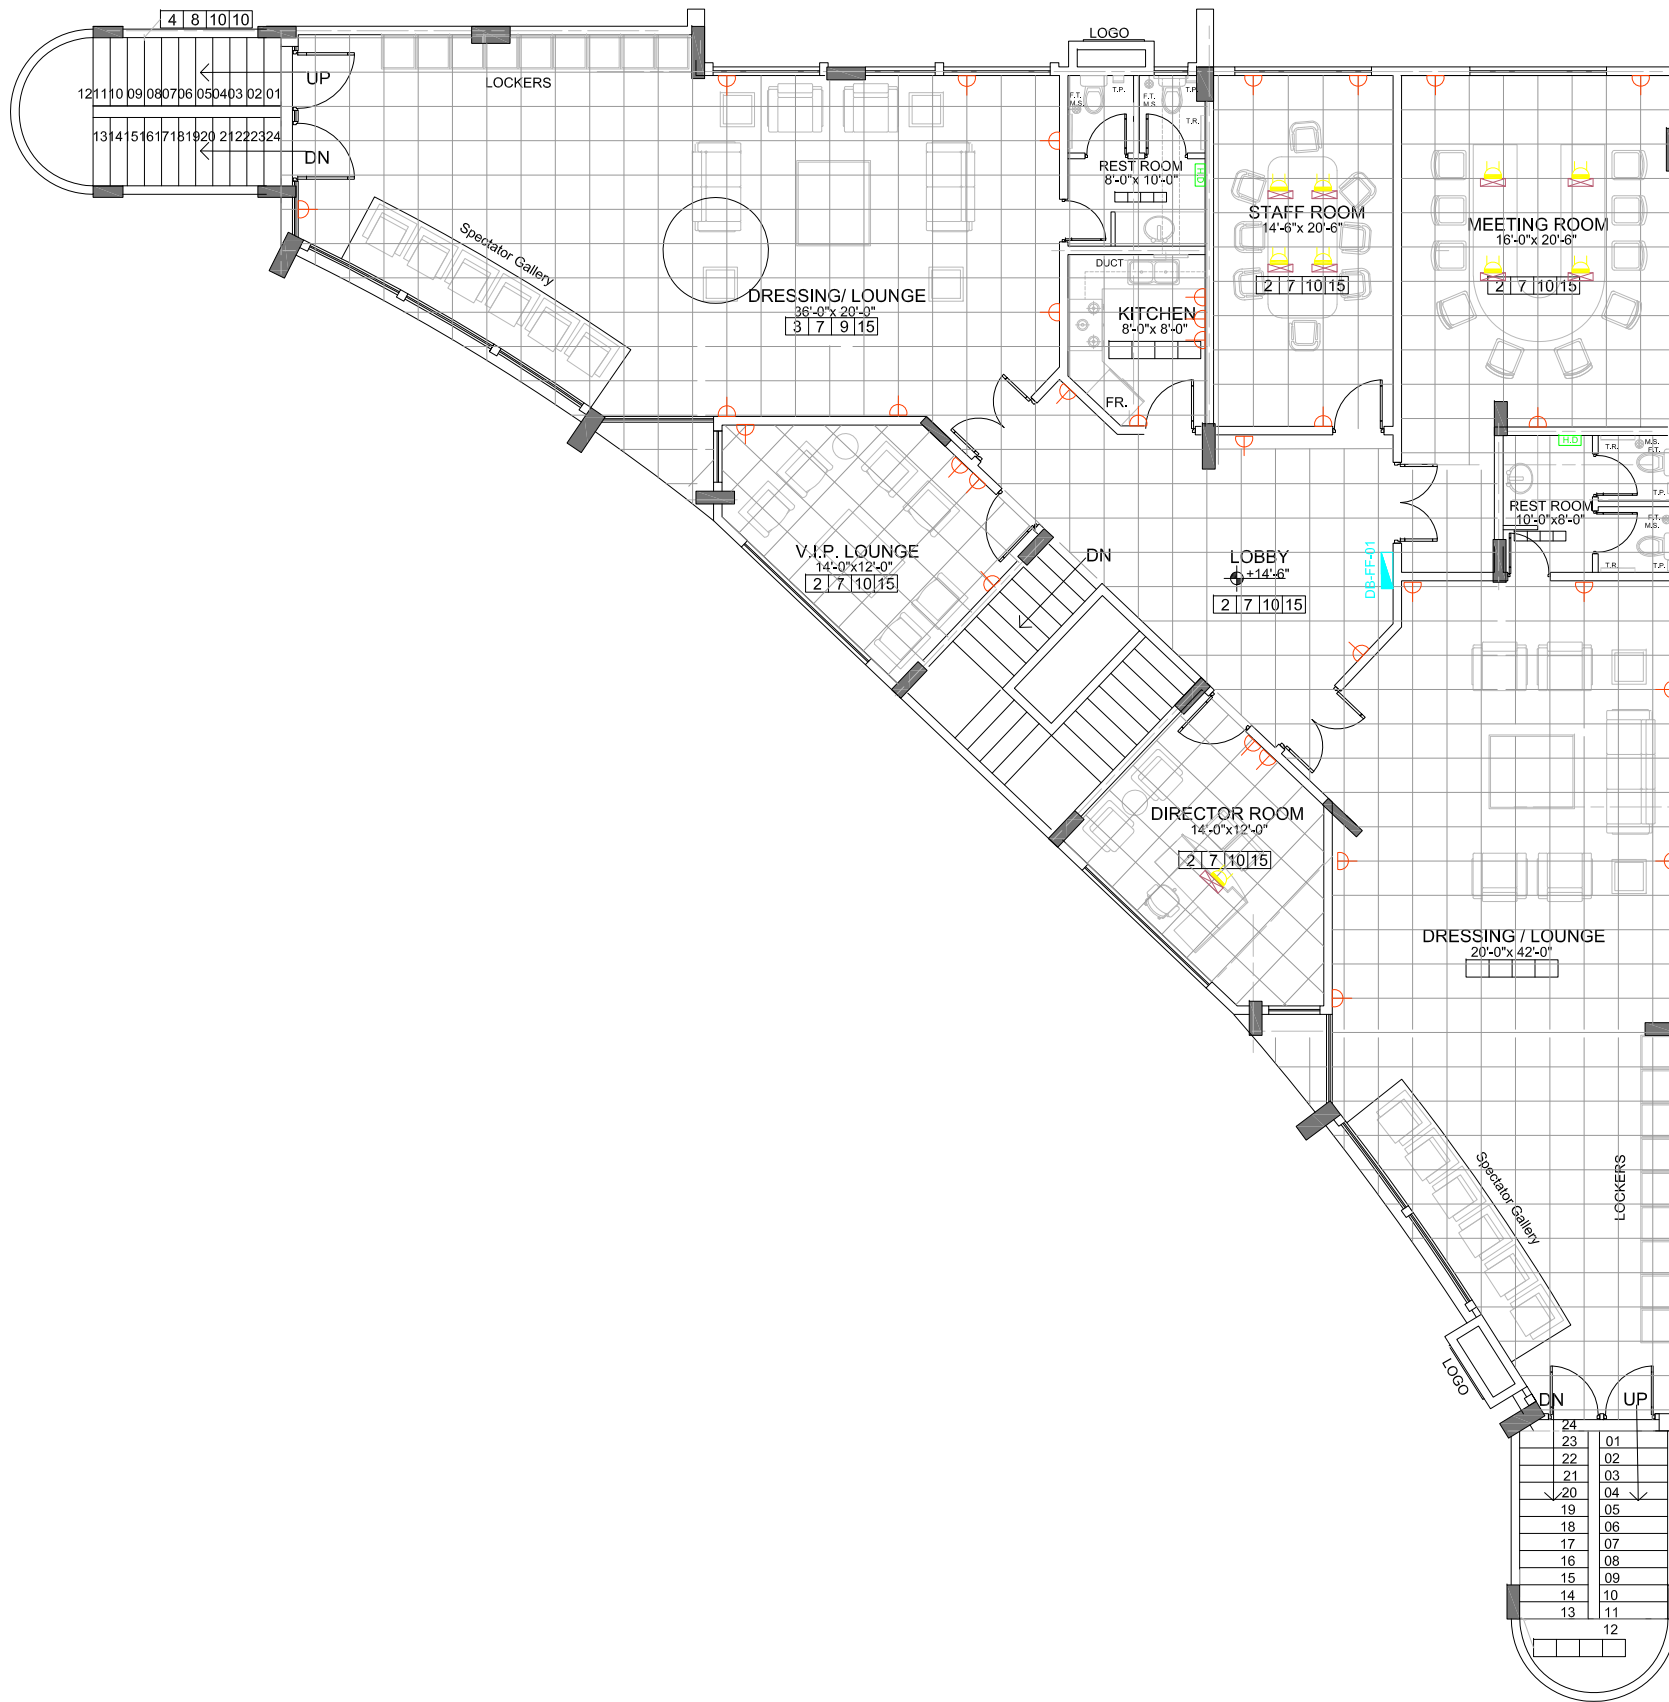 4 8 10 10
LOGO
UP
LOCKERS
12 11 10 09 08 07 06 05 04 03 02 01
13 14 15 16 17 18 19 20 2 12 22 23 24
DN
F.T.
M.S.
T.P.
F.T.
M.S.
T.P.
T.R.
REST ROOM
8'-0"x 10'-0"
H.D
STAFF ROOM
14'-6"x 20'-6"
2 7 10 15
MEETING ROOM
16'-0"x 20'-6"
2 7 10 15
Spectator Gallery
DUCT
DRESSING/ LOUNGE
36'-0"x 20'-0"
3 7 9 15
KITCHEN
8'-0"x 8'-0"
FR.
H.D
T.R.
M.S.
F.T.
T.P.
REST ROOM
10'-0"x8'-0"
F.T.
M.S.
T.R.
T.P.
V.I.P. LOUNGE
14'-0"x12'-0"
2 7 10 15
DN
LOBBY
+14'-6"
2 7 10 15
DB-FF-01
DIRECTOR ROOM
14'-0"x12'-0"
2 7 10 15
DRESSING / LOUNGE
20'-0"x 42'-0"
Spectator Gallery
LOCKERS
LOGO
DN
UP
24
23 01
22 02
21 03
20 04
19 05
18 06
17 07
16 08
15 09
14 10
13 11
12